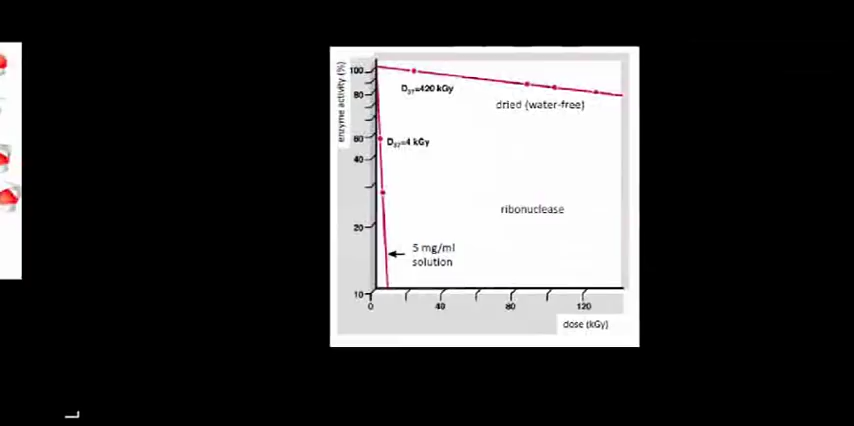 enzyme activity (%)
100
80
60
40
20
10
D₃₇=420 kGy
dried (water-free)
D₃₇=4 kGy
ribonuclease
5 mg/ml
solution
0 40 80 120
dose (kGy)